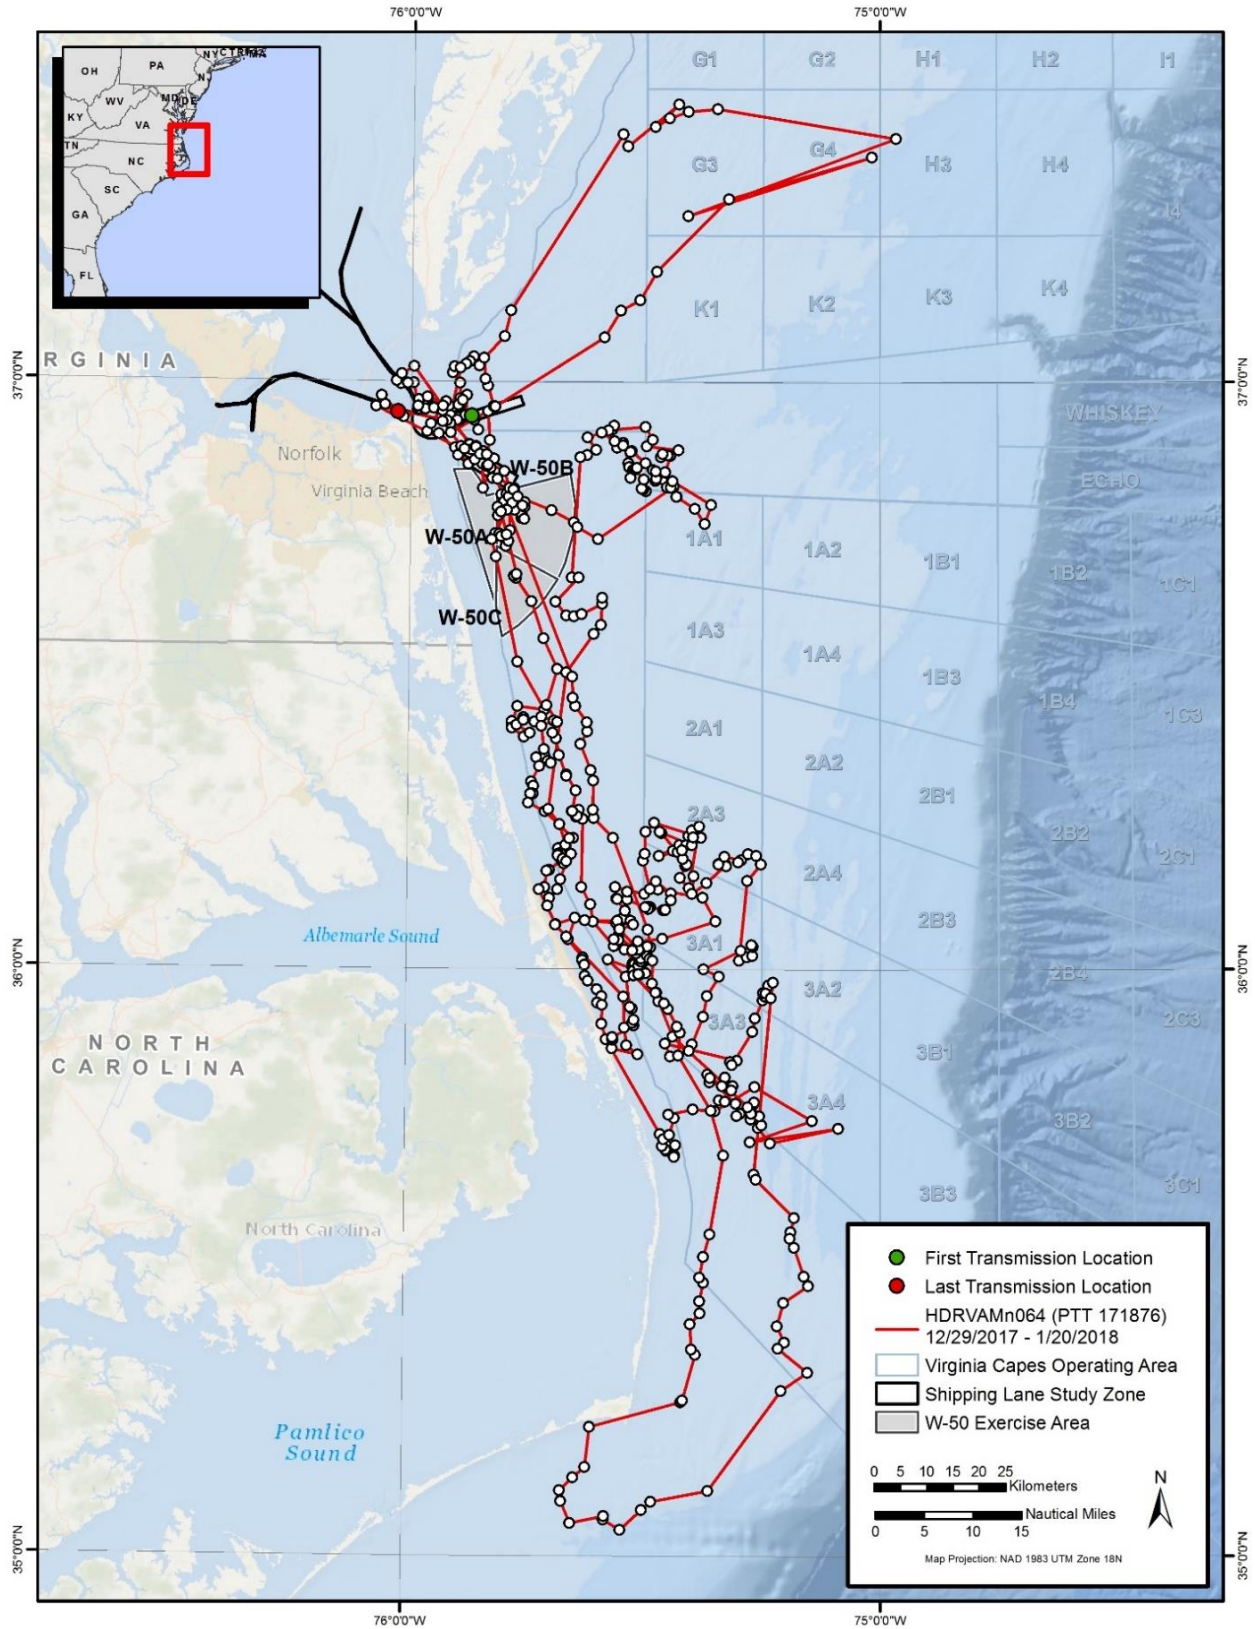 76°0'0"W
75°0'0"W
OH
PA
WV
KY
VA
TN
NC
SC
GA
FL
G1
G2
H1
H2
I1
G3
G4
H3
H4
I4
K1
K2
K3
K4
37°0'0"N
37°0'0"N
RGINIA
WHISKEY
Norfolk
W-50B
ECHO
Virginia Beach
W-50A
1A1
1A2
1B1
1B2
1C1
W-50C
1A3
1A4
1B3
1B4
1C3
2A1
2A2
2B1
2A3
2B2
2C1
2A4
2B3
Albemarle Sound
3A1
36°0'0"N
36°0'0"N
2B4
3A2
2C3
3A3
NORTH
CAROLINA
3B1
3A4
3B2
3B3
3C1
North Carolina
First Transmission Location
Last Transmission Location
HDRVAMn064 (PTT 171876)
12/29/2017 - 1/20/2018
Virginia Capes Operating Area
Shipping Lane Study Zone
W-50 Exercise Area
Pamlico
Sound
0 5 10 15 20 25
Kilometers
N
Nautical Miles
0 5 10 15
Map Projection: NAD 1983 UTM Zone 18N
35°0'0"N
35°0'0"N
76°0'0"W
75°0'0"W